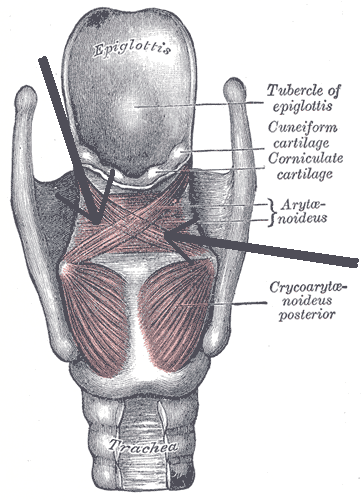 Epiglottis
Tubercle of
epiglottis
Cuneiform
cartilage
Corniculate
cartilage
Arytæ-
noideus
Crycoarytæ-
noideus
posterior
Trachea